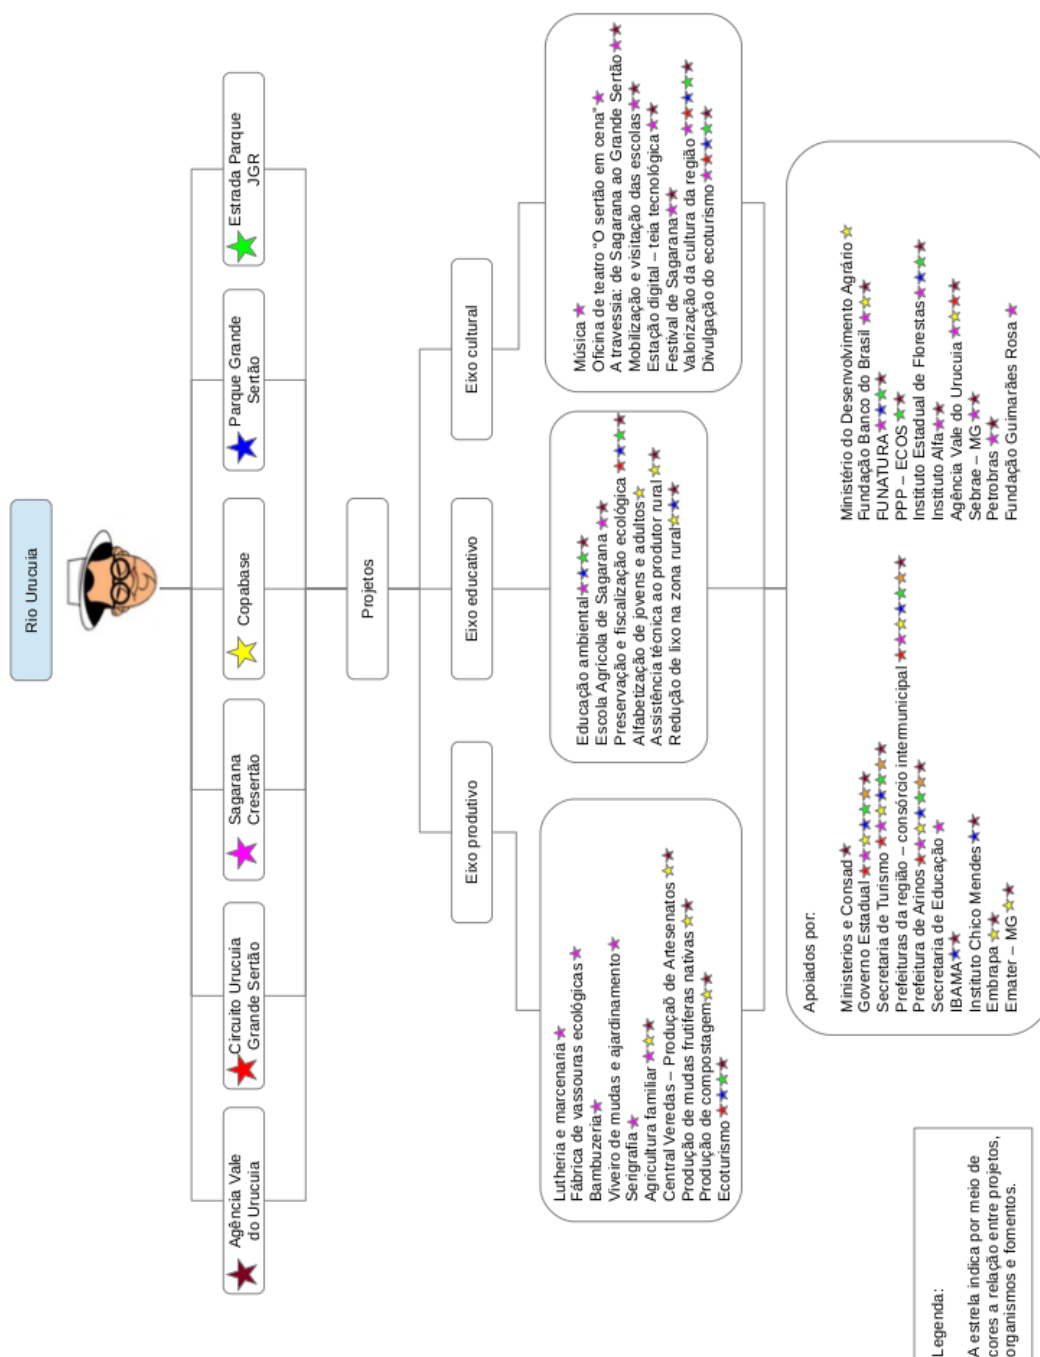 Rio Urucuia
Agência Vale
do Urucuia
Circuito Urucuia
Grande Sertão
Sagarana
Cresertão
Copabase
Parque Grande
Sertão
Estrada Parque
JGR
Projetos
Eixo produtivo
Eixo educativo
Eixo cultural
Lutheria e marcenaria
Fábrica de vassouras ecológicas
Bambuzeria
Viveiro de mudas e ajardinamento
Serigrafia
Agricultura familiar
Central Veredas – Produçaõ de Artesenatos
Produção de mudas frutiferas nativas
Produção de compostagem
Ecoturismo
Educação ambiental
Escola Agrícola de Sagarana
Preservação e fiscalização ecológica
Alfabetização de jovens e adultos
Assistência técnica ao produtor rural
Redução de lixo na zona rural
Música
Oficina de teatro “O sertão em cena”
A travessia: de Sagarana ao Grande Sertão
Mobilização e visitação das escolas
Estação digital – teia tecnológica
Festival de Sagarana
Valorização da cultura da região
Divulgação do ecoturismo
Apoiados por:
Ministerios e Consad
Governo Estadual
Secretaria de Turismo
Prefeituras da região – consórcio intermunicipal
Prefeitura de Arinos
Secretaria de Educação
IBAMA
Instituto Chico Mendes
Embrapa
Emater – MG
Ministério do Desenvolvimento Agrário
Fundação Banco do Brasil
FUNATURA
PPP – ECOS
Instituto Estadual de Florestas
Instituto Alfa
Agência Vale do Urucuia
Sebrae – MG
Petrobras
Fundação Guimarães Rosa
Legenda:
A estrela indica por meio de
cores a relação entre projetos,
organismos e fomentos.